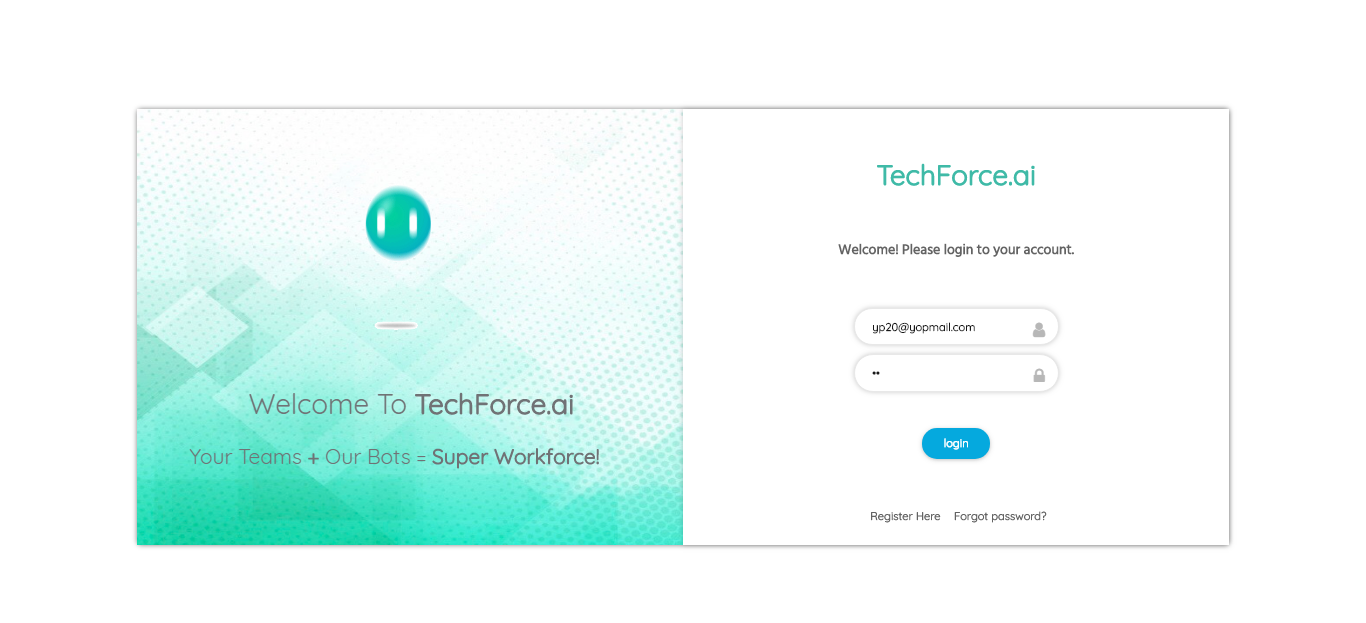 TechForce.ai
Welcome! Please login to your account.
yp20@yopmail.com
••
login
Register Here Forgot password?
Welcome To TechForce.ai
Your Teams + Our Bots = Super Workforce!